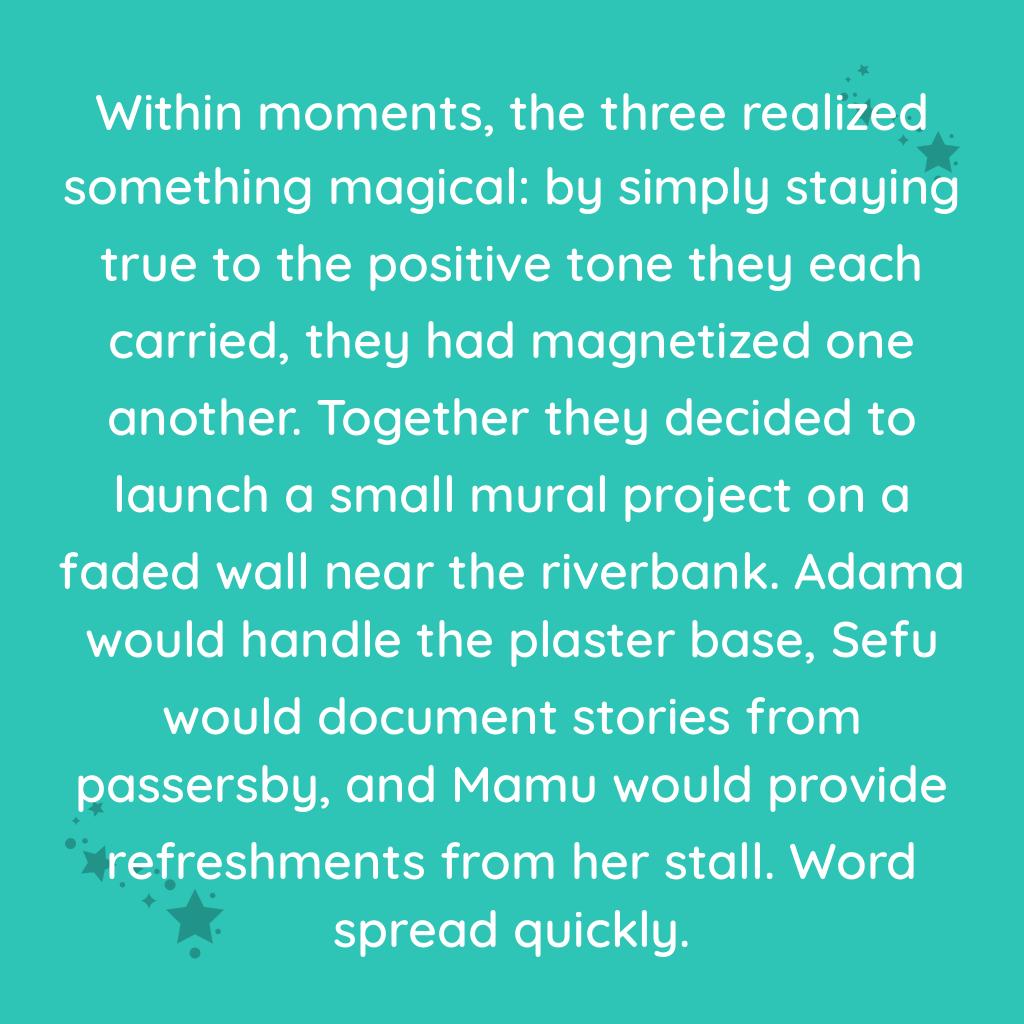 Within moments, the three realized
something magical: by simply staying
true to the positive tone they each
carried, they had magnetized one
another. Together they decided to
launch a small mural project on a
faded wall near the riverbank. Adama
would handle the plaster base, Sefu
would document stories from
passersby, and Mamu would provide
refreshments from her stall. Word
spread quickly.